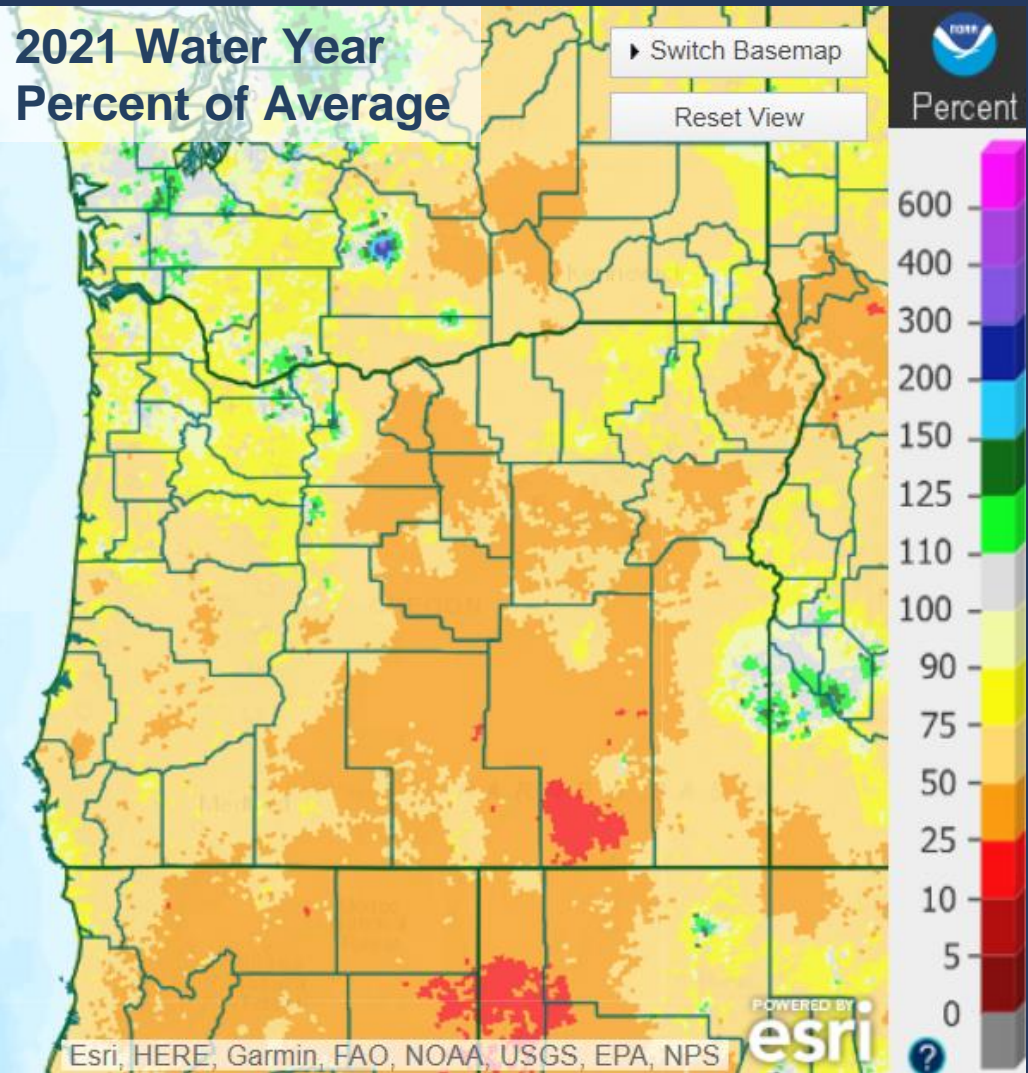 2021 Water Year
Percent of Average
Switch Basemap
Reset View
NOAA
Percent
600
400
300
200
150
125
110
100
90
75
50
25
10
5
0
POWERED BY
esri
Esri, HERE, Garmin, FAO, NOAA, USGS, EPA, NPS
?